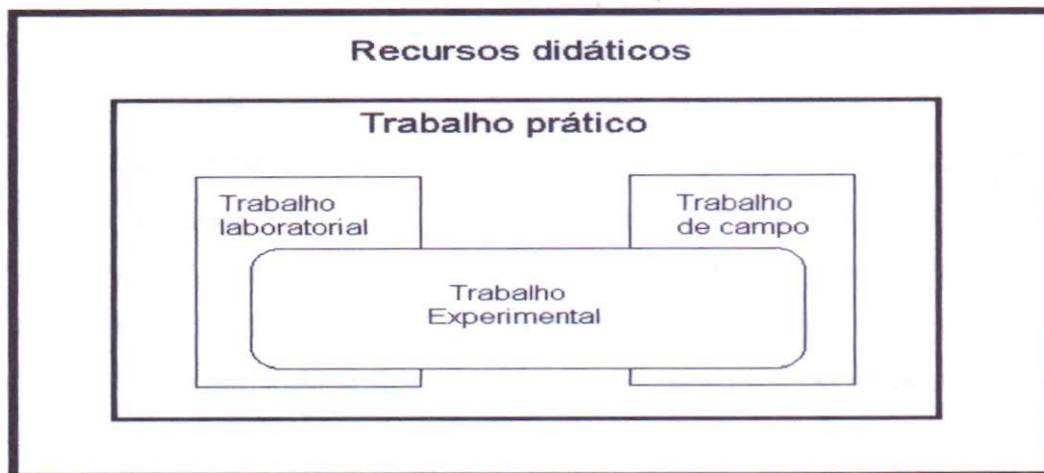 Recursos didáticos
Trabalho prático
Trabalho
laboratorial
Trabalho
de campo
Trabalho
Experimental